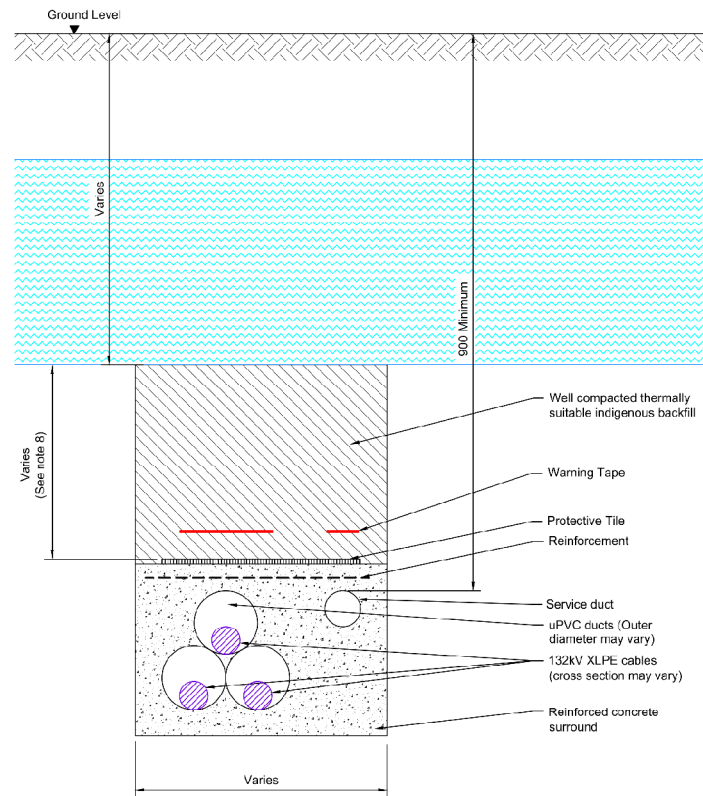 Ground Level
Varies
900 Minimum
Well compacted thermally
suitable indigenous backfill
Varies
(See note 8)
Warning Tape
Protective Tile
Reinforcement
Service duct
uPVC ducts (Outer
diameter may vary)
132kV XLPE cables
(cross section may vary)
Reinforced concrete
surround
Varies